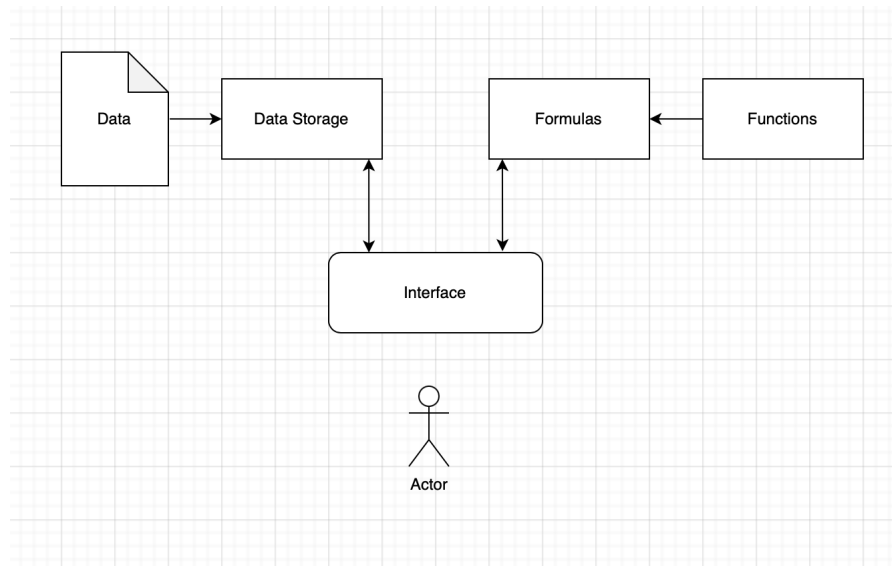 Data
Data Storage
Formulas
Functions
Interface
Actor